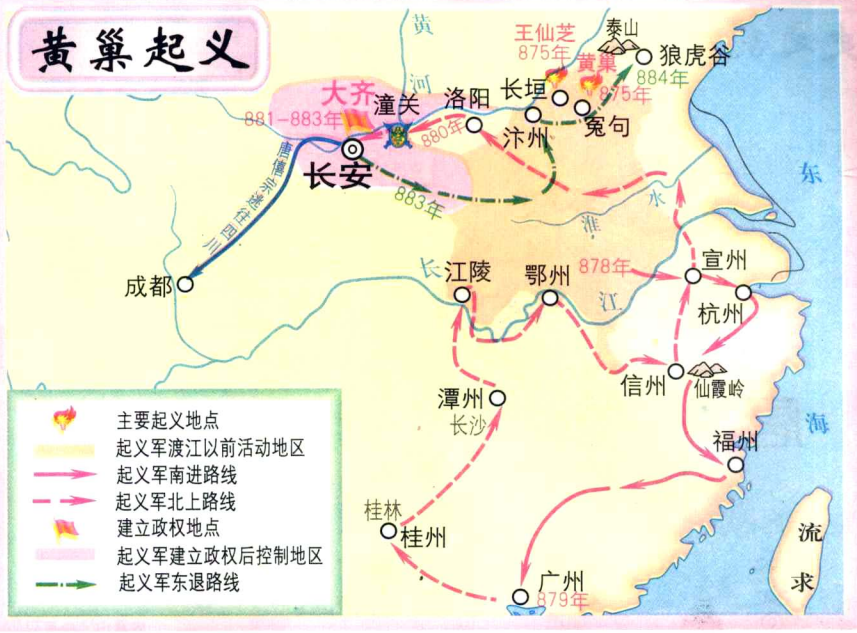 黄巢起义
黄河
泰山
王仙芝
875年
黄巢
875年
狼虎谷
884年
长垣
冤句
汴州
大齐
881-883年
潼关
洛阳
880年
长安
883年
唐僖宗逃往四川
成都
东海
淮水
长江
江陵
鄂州
878年
宣州
杭州
信州
仙霞岭
潭州
长沙
福州
桂林
桂州
广州
879年
流求
主要起义地点
起义军渡江以前活动地区
起义军南进路线
起义军北上路线
建立政权地点
起义军建立政权后控制地区
起义军东退路线